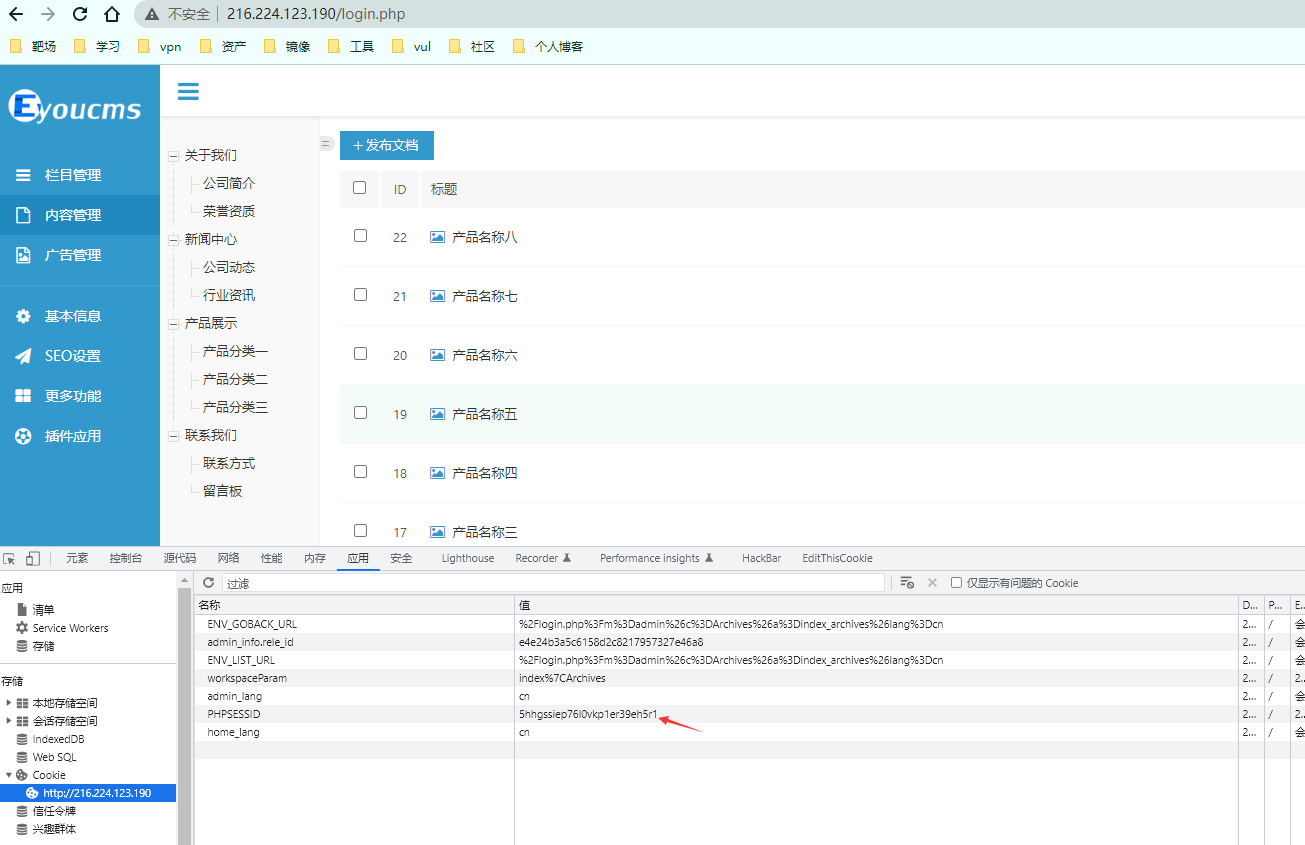 不安全 216.224.123.190/login.php
靶场 学习 vpn 资产 镜像 工具 vul 社区 个人博客
Eyoucms
栏目管理
内容管理
广告管理
基本信息
SEO设置
更多功能
插件应用
关于我们
公司简介
荣誉资质
新闻中心
公司动态
行业资讯
产品展示
产品分类一
产品分类二
产品分类三
联系我们
联系方式
留言板
+ 发布文档
ID 标题
22 产品名称八
21 产品名称七
20 产品名称六
19 产品名称五
18 产品名称四
17 产品名称三
元素 控制台 源代码 网络 性能 内存 应用 安全 Lighthouse Recorder Performance insights HackBar EditThisCookie
应用
清单
Service Workers
存储
存储
本地存储空间
会话存储空间
IndexedDB
Web SQL
Cookie
http://216.224.123.190
信任令牌
兴趣群体
过滤 仅显示有问题的 Cookie
名称 值 D... P... E...
ENV_GOBACK_URL %2Flogin.php%3Fm%3Dadmin%26c%3DArchives%26a%3Dindex_archives%26lang%3Dcn 2... / 会
admin_info.rele_id e4e24b3a5c6158d2c8217957327e46a8 2... / 会
ENV_LIST_URL %2Flogin.php%3Fm%3Dadmin%26c%3DArchives%26a%3Dindex_archives%26lang%3Dcn 2... / 会
workspaceParam index%7CArchives 2... / 2...
admin_lang cn 2... / 会
PHPSESSID 5hhgssiep76l0vkp1er39eh5r1 2... / 2...
home_lang cn 2... / 会